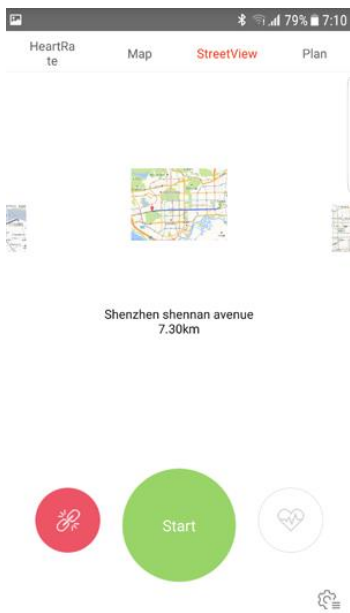 79% 7:10
HeartRa
te
Map
StreetView
Plan
Shenzhen shennan avenue
7.30km
Start